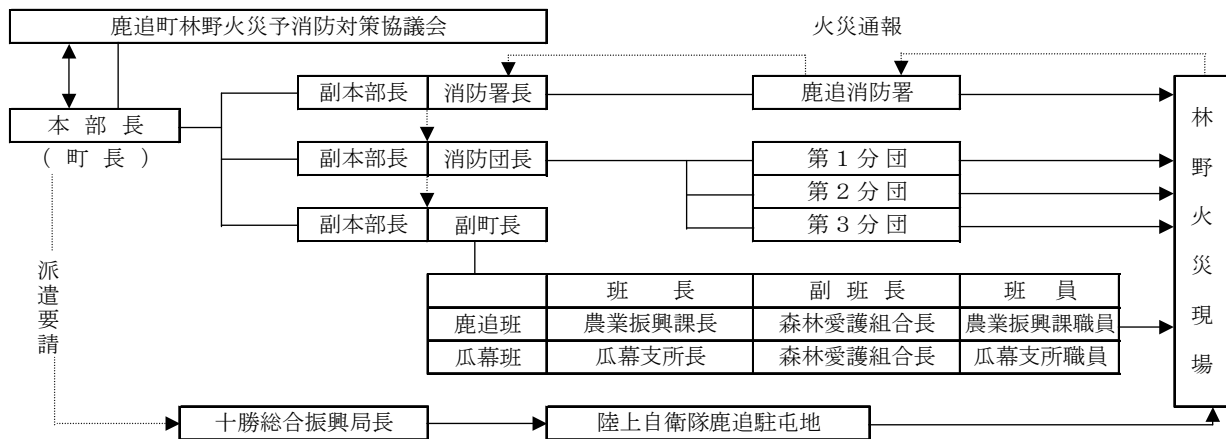 鹿追町林野火災予消防対策協議会
火災通報
副本部長 消防署長 鹿追消防署
本部長
(町長)
副本部長 消防団長 第1分団
第2分団
第3分団
副本部長 副町長
林野火災現場
派遣要請
班長 副班長 班員
鹿追班 農業振興課長 森林愛護組合長 農業振興課職員
瓜幕班 瓜幕支所長 森林愛護組合長 瓜幕支所職員
十勝総合振興局長 陸上自衛隊鹿追駐屯地